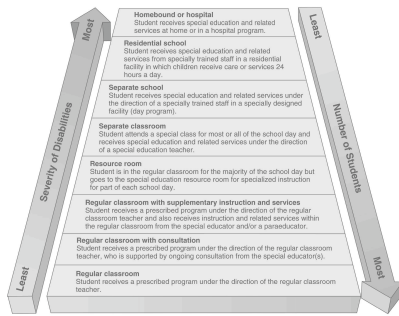 Homebound or hospital
Student receives special education and related
services at home or in a hospital program.
Residential school
Student receives special education and related
services from specially trained staff in a residential
facility in which children receive care or services 24
hours a day.
Separate school
Student receives special education and related services under
the direction of a specially trained staff in a specially designed
facility (day program).
Separate classroom
Student attends a special class for most or all of the school day and
receives special education and related services under the direction
of a special education teacher.
Resource room
Student is in the regular classroom for the majority of the school day but
goes to the special education resource room for specialized instruction
for part of each school day.
Regular classroom with supplementary instruction and services
Student receives a prescribed program under the direction of the regular
classroom teacher and also receives instruction and related services within
the regular classroom from the special educator and/or a paraeducator.
Regular classroom with consultation
Student receives a prescribed program under the direction of the regular classroom
teacher, who is supported by ongoing consultation from the special educator(s).
Regular classroom
Student receives a prescribed program under the direction of the regular classroom
teacher.
Most
Severity of Disabilities
Least
Least
Number of Students
Most